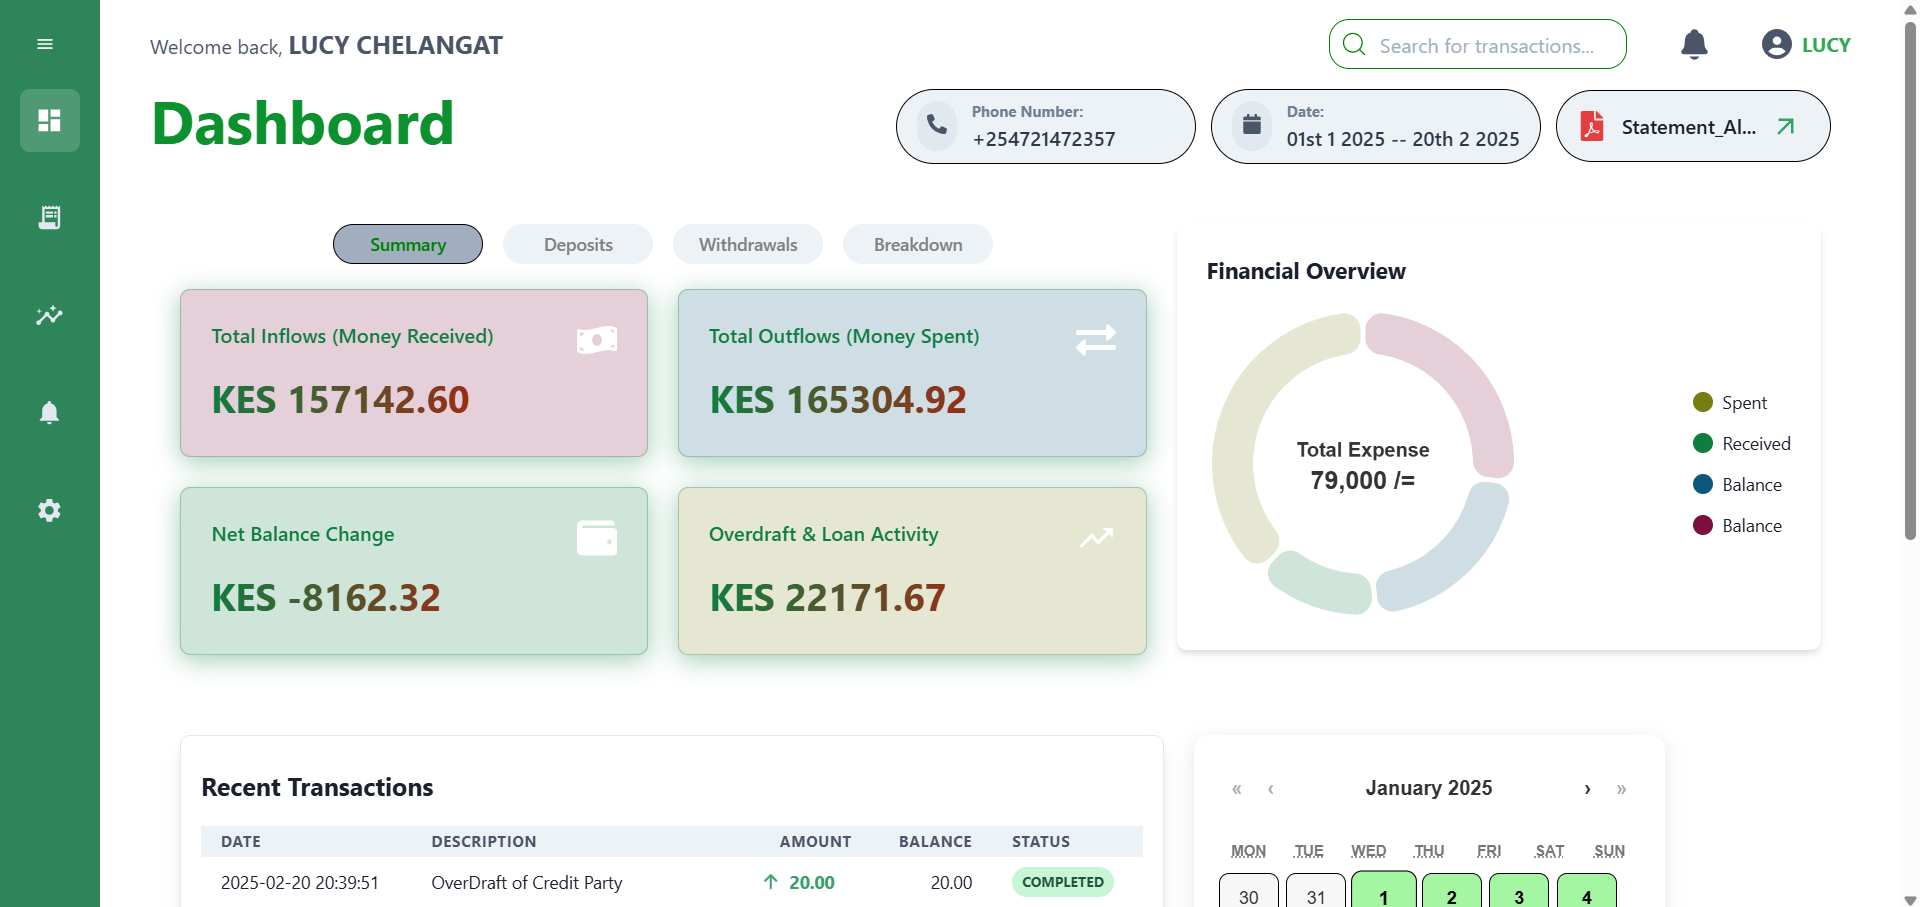 Welcome back, LUCY CHELANGAT
Search for transactions...
LUCY
Dashboard
Phone Number:
+254721472357
Date:
01st 1 2025 -- 20th 2 2025
Statement_Al...
Summary
Deposits
Withdrawals
Breakdown
Total Inflows (Money Received)
KES 157142.60
Total Outflows (Money Spent)
KES 165304.92
Net Balance Change
KES -8162.32
Overdraft & Loan Activity
KES 22171.67
Financial Overview
Total Expense
79,000 /=
Spent
Received
Balance
Balance
Recent Transactions
DATE DESCRIPTION AMOUNT BALANCE STATUS
2025-02-20 20:39:51 OverDraft of Credit Party ↑ 20.00 20.00 COMPLETED
« ‹ January 2025 › »
MON TUE WED THU FRI SAT SUN
30 31 1 2 3 4